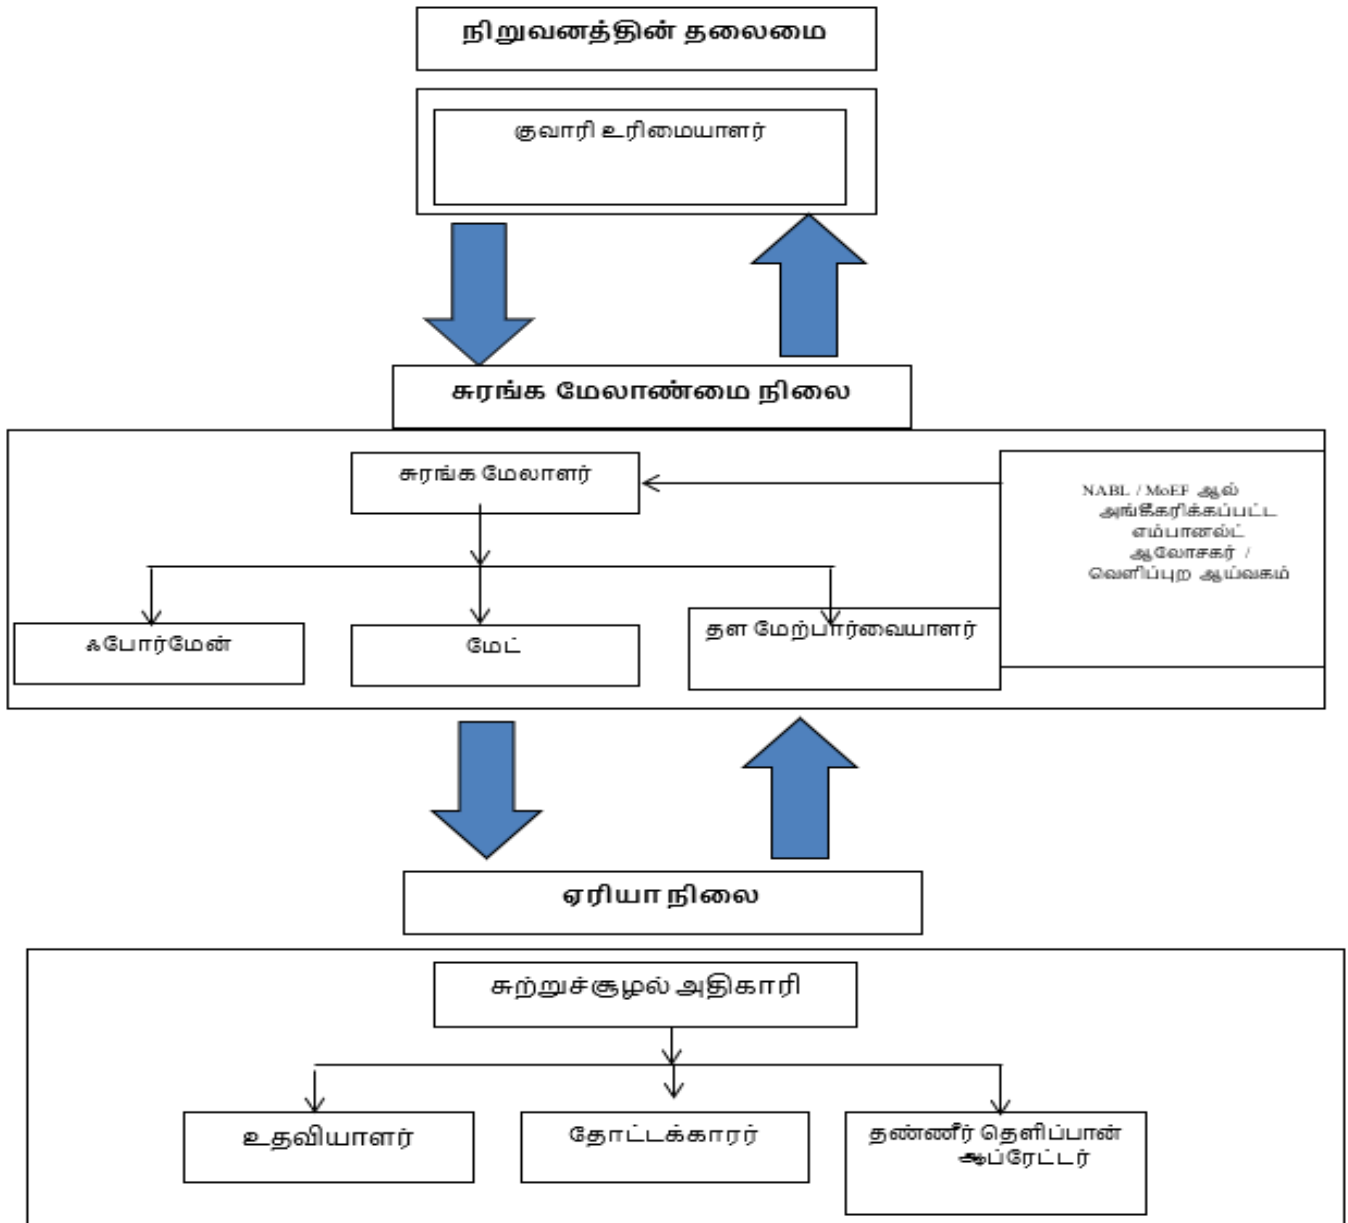 நிறுவனத்தின் தலைமை
குவாரி உரிமையாளர்
சுரங்க மேலாண்மை நிலை
சுரங்க மேலாளர்
NABL / MoEF ஆல்
அங்கீகரிக்கப்பட்ட
எம்பானல்ட்
ஆலோசகர் /
வெளிப்புற ஆய்வகம்
ஃபோர்மேன்
மேட்
தள மேற்பார்வையாளர்
ஏரியா நிலை
சுற்றுச்சூழல் அதிகாரி
உதவியாளர்
தோட்டக்காரர்
தண்ணீர் தெளிப்பான்
ஆப்ரேட்டர்